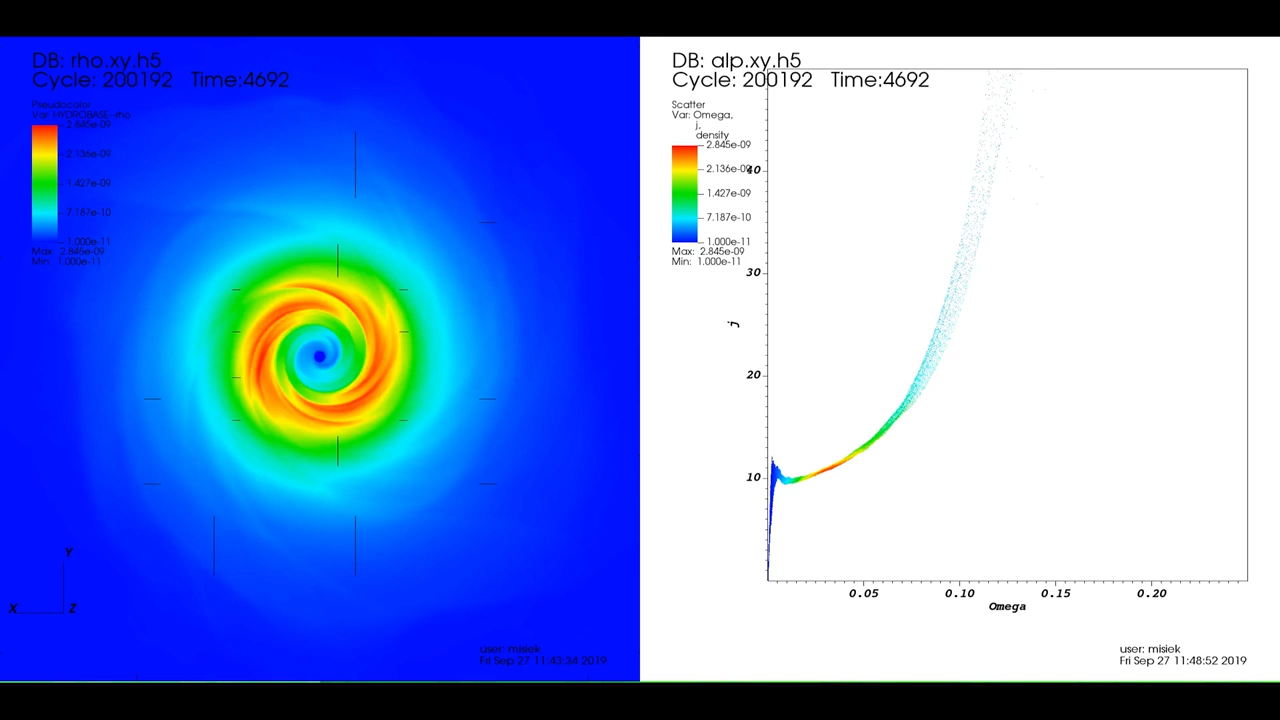 DB: rho.xy.h5
Cycle: 200192 Time:4692
Pseudocolor
Var: HYDROBASE--rho
2.845e-09
2.136e-09
1.427e-09
7.187e-10
1.000e-11
Max: 2.845e-09
Min: 1.000e-11
Y
X
Z
user: misiek
Fri Sep 27 11:43:34 2019
DB: alp.xy.h5
Cycle: 200192 Time:4692
Scatter
Var: Omega,
j,
density
2.845e-09
2.136e-09
1.427e-09
7.187e-10
1.000e-11
Max: 2.845e-09
Min: 1.000e-11
40
30
j
20
10
0.05 0.10 0.15 0.20
Omega
user: misiek
Fri Sep 27 11:48:52 2019